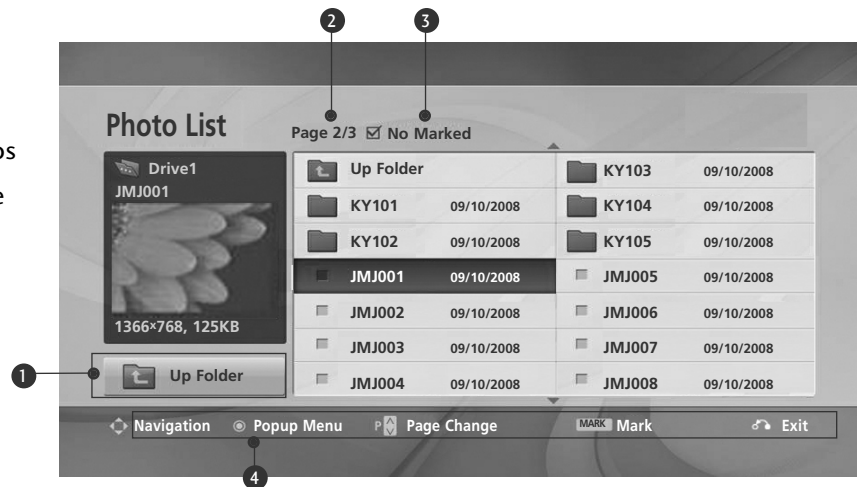 2 3
Photo List Page 2/3 No Marked
os
e
Drive1
JMJ001
1366×768, 125KB
1 Up Folder
Up Folder KY103 09/10/2008
KY101 09/10/2008 KY104 09/10/2008
KY102 09/10/2008 KY105 09/10/2008
JMJ001 09/10/2008 JMJ005 09/10/2008
JMJ002 09/10/2008 JMJ006 09/10/2008
JMJ003 09/10/2008 JMJ007 09/10/2008
JMJ004 09/10/2008 JMJ008 09/10/2008
Navigation Popup Menu P Page Change MARK Mark Exit
4